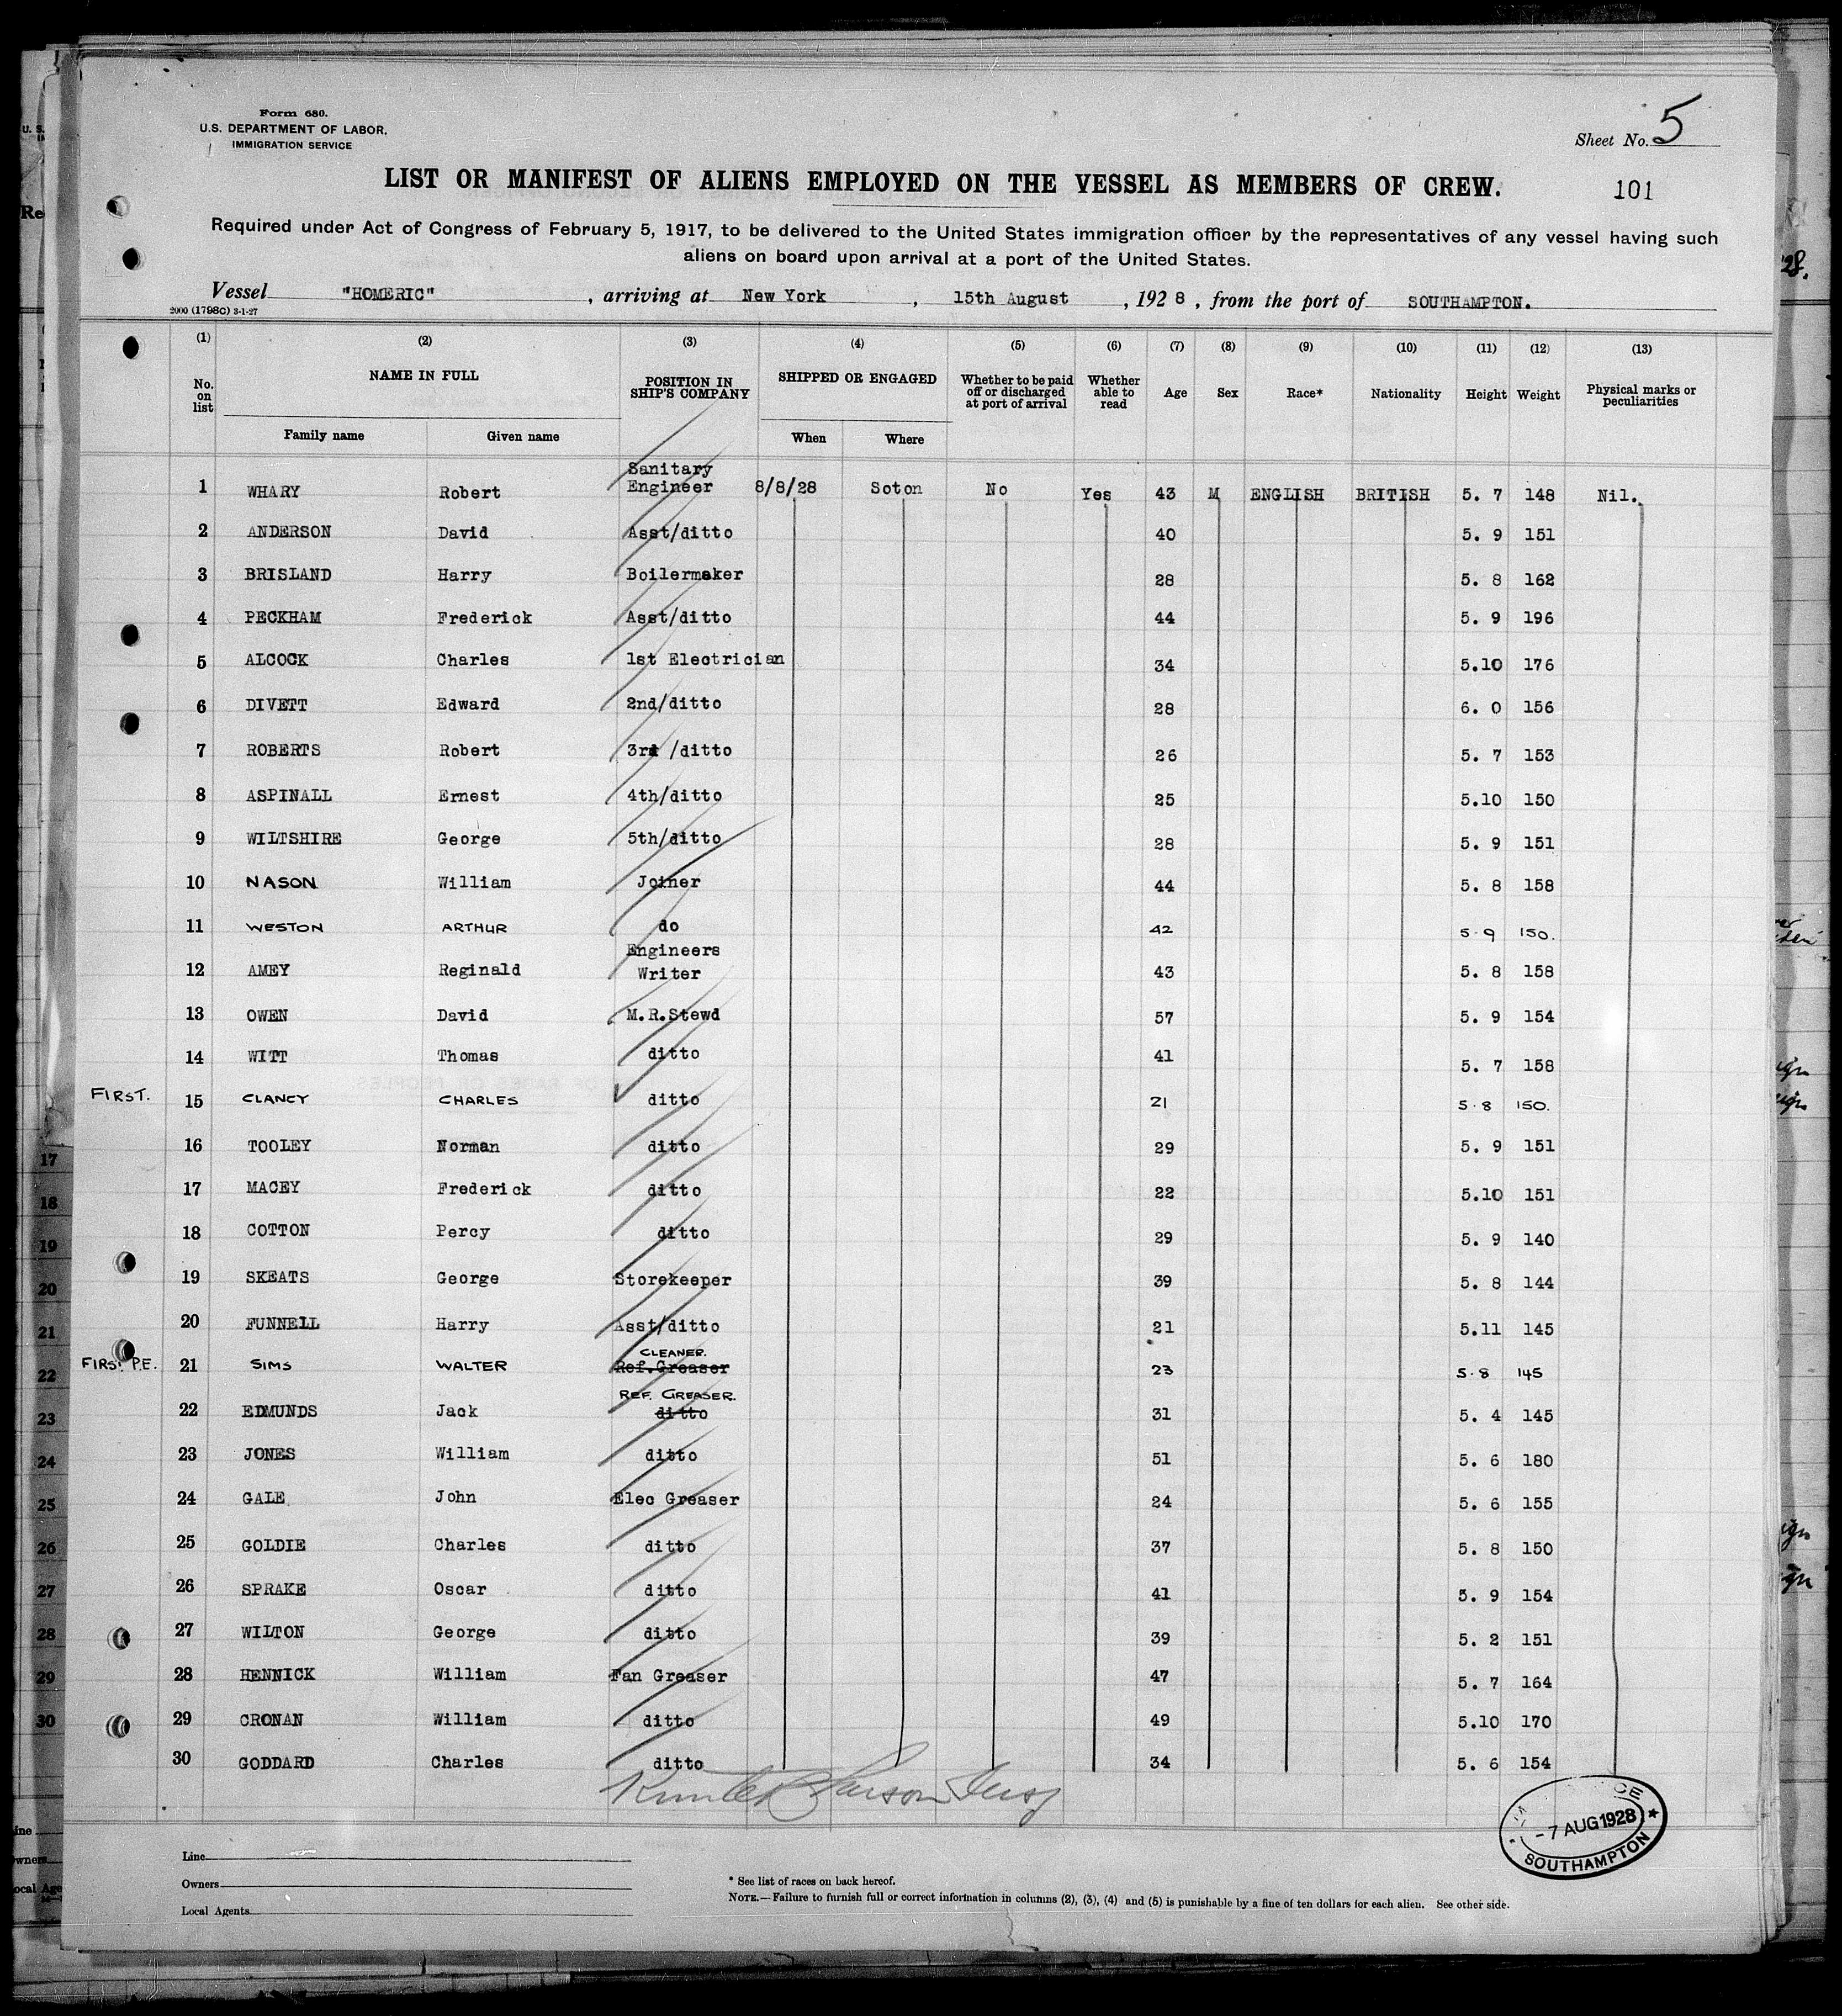 Form 680.
U.S. DEPARTMENT OF LABOR,
IMMIGRATION SERVICE
Sheet No. 5
LIST OR MANIFEST OF ALIENS EMPLOYED ON THE VESSEL AS MEMBERS OF CREW.
101
Required under Act of Congress of February 5, 1917, to be delivered to the United States immigration officer by the representatives of any vessel having such
aliens on board upon arrival at a port of the United States.
Vessel "HOMERIC", arriving at New York, 15th August, 1928, from the port of SOUTHAMPTON.
2000 (1798C) 3-1-27
(1) (2) (3) (4) (5) (6) (7) (8) (9) (10) (11) (12) (13)
No. on list NAME IN FULL POSITION IN SHIP'S COMPANY SHIPPED OR ENGAGED Whether to be paid off or discharged at port of arrival Whether able to read Age Sex Race* Nationality Height Weight Physical marks or peculiarities
Family name Given name When Where
1 WHARY Robert Sanitary Engineer 8/8/28 Soton No Yes 43 M ENGLISH BRITISH 5. 7 148 Nil.
2 ANDERSON David Asst/ditto 40 5. 9 151
3 BRISLAND Harry Boilermaker 28 5. 8 162
4 PECKHAM Frederick Asst/ditto 44 5. 9 196
5 ALCOCK Charles 1st Electrician 34 5.10 176
6 DIVETT Edward 2nd/ditto 28 6. 0 156
7 ROBERTS Robert 3rd /ditto 26 5. 7 153
8 ASPINALL Ernest 4th/ditto 25 5.10 150
9 WILTSHIRE George 5th/ditto 28 5. 9 151
10 NASON William Joiner 44 5. 8 158
11 WESTON ARTHUR do 42 5.9 150.
12 AMEY Reginald Engineers Writer 43 5. 8 158
13 OWEN David M.R.Stewd 57 5. 9 154
14 WITT Thomas ditto 41 5. 7 158
FIRST. 15 CLANCY CHARLES ditto 21 5.8 150.
16 TOOLEY Norman ditto 29 5. 9 151
17 MACEY Frederick ditto 22 5.10 151
18 COTTON Percy ditto 29 5. 9 140
19 SKEATS George Storekeeper 39 5. 8 144
20 FUNNELL Harry Asst/ditto 21 5.11 145
FIRST P.E. 21 SIMS WALTER CLEANER. Ref.Greaser 23 5.8 145
22 EDMUNDS Jack REF. GREASER. ditto 31 5. 4 145
23 JONES William ditto 51 5. 6 180
24 GALE John Elec Greaser 24 5. 6 155
25 GOLDIE Charles ditto 37 5. 8 150
26 SPRAKE Oscar ditto 41 5. 9 154
27 WILTON George ditto 39 5. 2 151
28 HENNICK William Fan Greaser 47 5. 7 164
29 CRONAN William ditto 49 5.10 170
30 GODDARD Charles ditto 34 5. 6 154
-7 AUG 1928
SOUTHAMPTON
Line
Owners
Local Agents
* See list of races on back hereof.
NOTE.—Failure to furnish full or correct information in columns (2), (3), (4) and (5) is punishable by a fine of ten dollars for each alien. See other side.
17
18
19
20
21
22
23
24
25
26
27
28
29
30